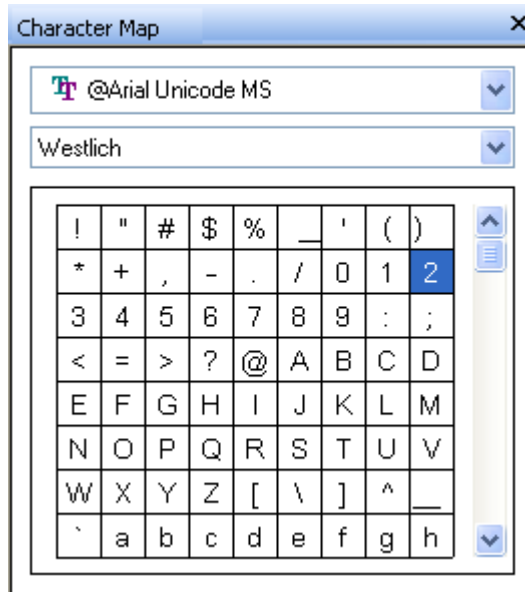 Character Map
@Arial Unicode MS
Westlich
! " # $ % _ ' ( )
* + , - . / 0 1 2
3 4 5 6 7 8 9 : ;
< = > ? @ A B C D
E F G H I J K L M
N O P Q R S T U V
W X Y Z [ \ ] ^ _
` a b c d e f g h